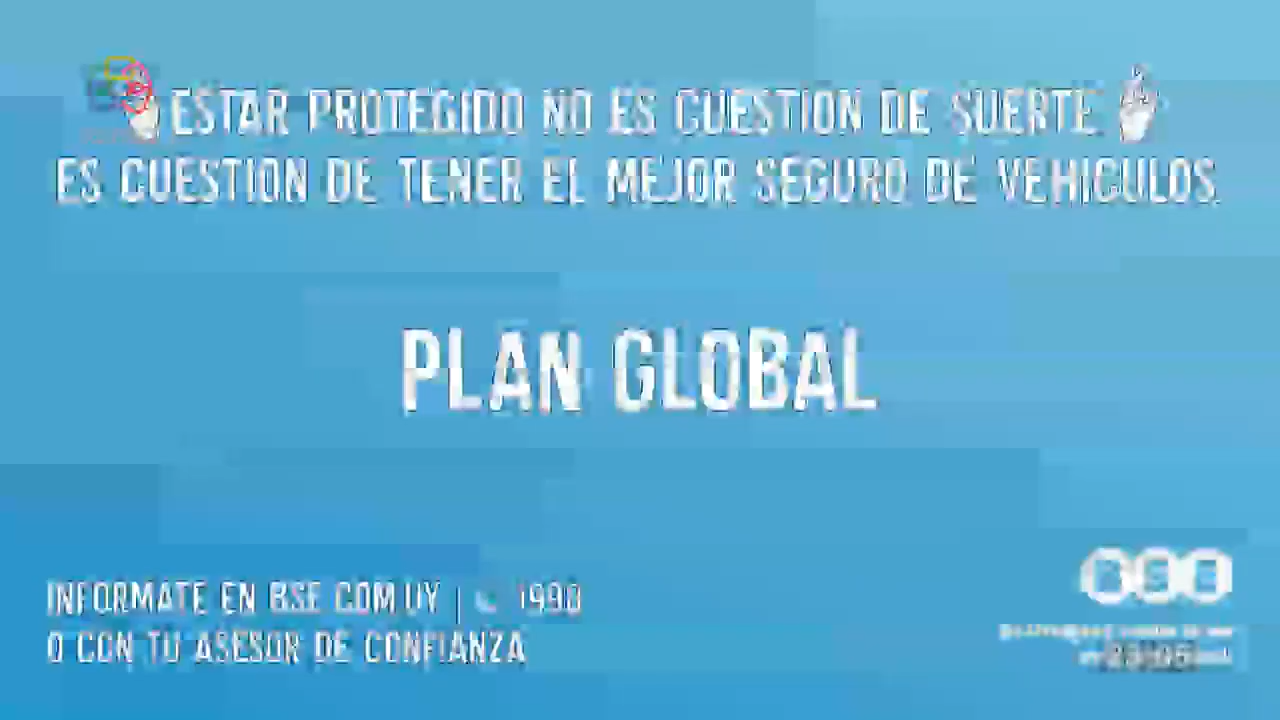 ESTAR PROTEGIDO NO ES CUESTION DE SUERTE
ES CUESTION DE TENER EL MEJOR SEGURO DE VEHICULOS.
PLAN GLOBAL
INFORMATE EN BSE.COM.UY | 1998
O CON TU ASESOR DE CONFIANZA
BSE